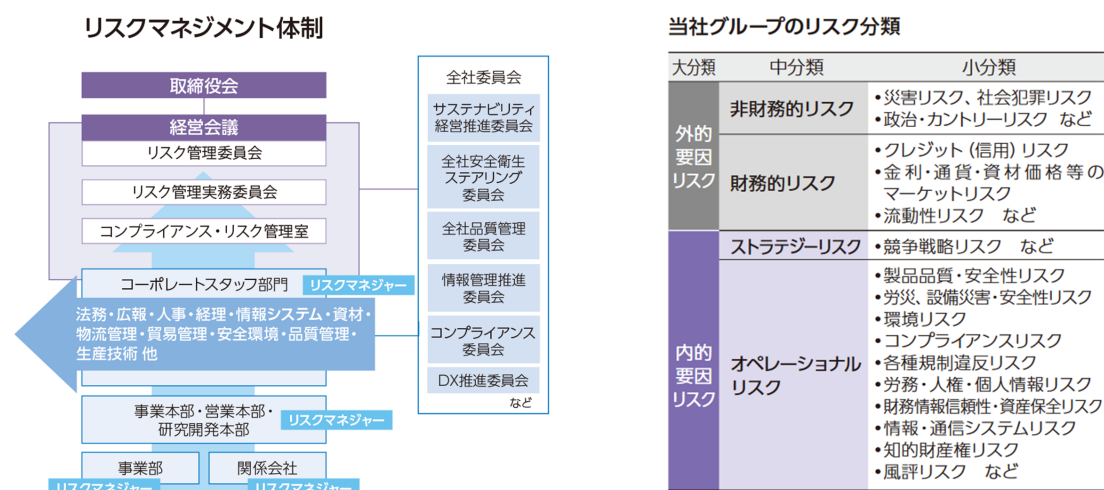 リスクマネジメント体制
取締役会
経営会議
リスク管理委員会
リスク管理実務委員会
コンプライアンス・リスク管理室
コーポレートスタッフ部門
リスクマネジャー
法務・広報・人事・経理・情報システム・資材・
物流管理・貿易管理・安全環境・品質管理・
生産技術 他
事業本部・営業本部・
研究開発本部
リスクマネジャー
事業部
リスクマネジャー
関係会社
リスクマネジャー
全社委員会
サステナビリティ
経営推進委員会
全社安全衛生
ステアリング
委員会
全社品質管理
委員会
情報管理推進
委員会
コンプライアンス
委員会
DX推進委員会
など
当社グループのリスク分類
大分類
中分類
小分類
外的
要因
リスク
非財務的リスク
•災害リスク、社会犯罪リスク
•政治・カントリーリスク など
財務的リスク
•クレジット（信用）リスク
•金利・通貨・資材価格等の
マーケットリスク
•流動性リスク など
内的
要因
リスク
ストラテジーリスク
•競争戦略リスク など
オペレーショナル
リスク
•製品品質・安全性リスク
•労災、設備災害・安全性リスク
•環境リスク
•コンプライアンスリスク
•各種規制違反リスク
•労務・人権・個人情報リスク
•財務情報信頼性・資産保全リスク
•情報・通信システムリスク
•知的財産権リスク
•風評リスク など